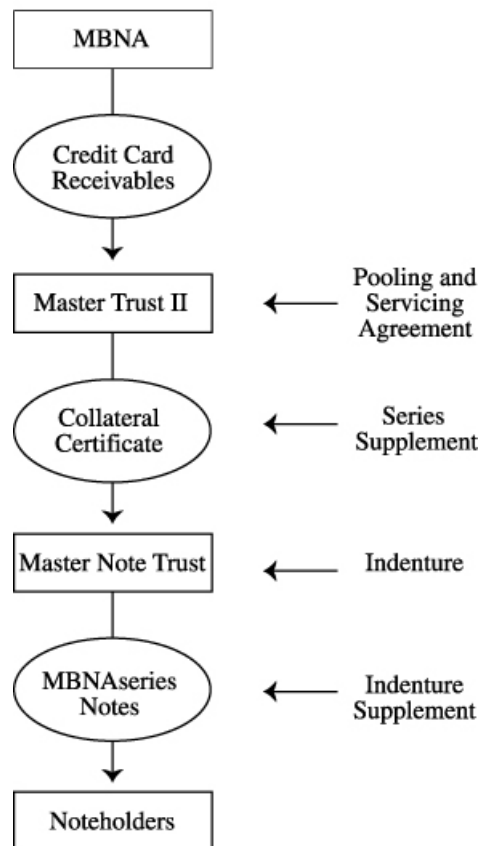 MBNA
Credit Card
Receivables
Master Trust II
Pooling and
Servicing
Agreement
Collateral
Certificate
Series
Supplement
Master Note Trust
Indenture
MBNAseries
Notes
Indenture
Supplement
Noteholders